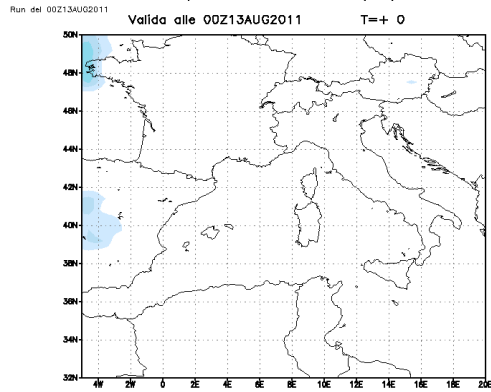 Run del 00Z13AUG2011
Valida alle 00Z13AUG2011 T=+ 0
50N
48N
46N
44N
42N
40N
38N
36N
34N
32N
4W 2W 0 2E 4E 6E 8E 10E 12E 14E 16E 18E 20E